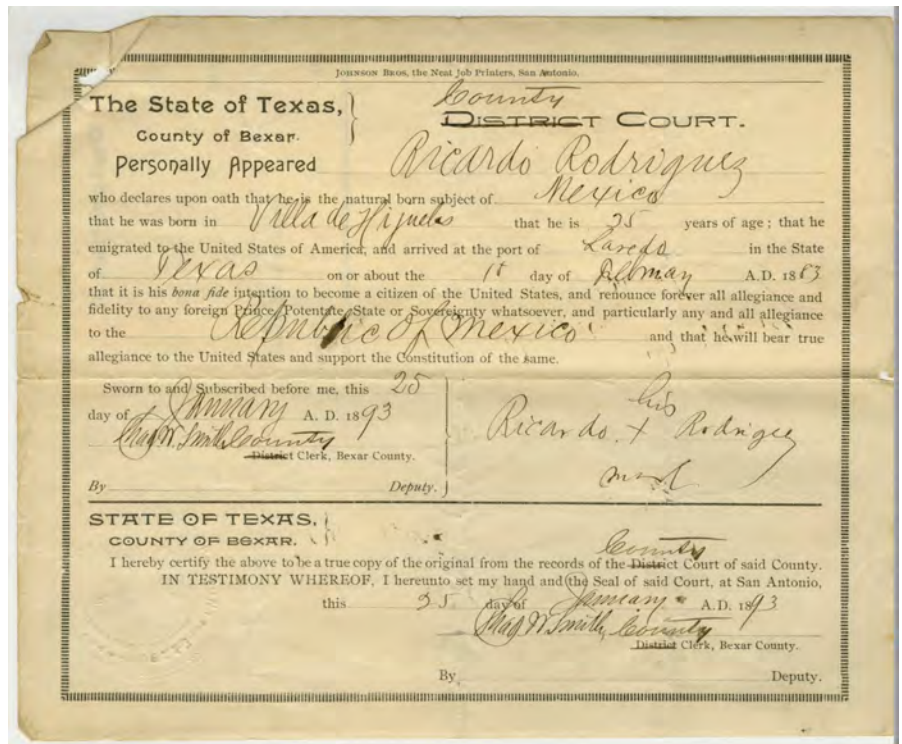 JOHNSON BROS, the Neat Job Printers, San Antonio.
The State of Texas, County
County of Bexar. DISTRICT COURT.
Personally Appeared Ricardo Rodriguez
who declares upon oath that he is the natural born subject of Mexico
that he was born in Villa de that he is 35 years of age; that he
emigrated to the United States of America, and arrived at the port of Laredo in the State
of Texas on or about the 1st day of A.D. 1883
that it is his bona fide intention to become a citizen of the United States, and renounce forever all allegiance and
fidelity to any foreign Prince, Potentate, State or Sovereignty whatsoever, and particularly any and all allegiance
to the Republic of Mexico and that he will bear true
allegiance to the United States and support the Constitution of the same.
Sworn to and Subscribed before me, this 25
day of January A. D. 1893
Chas W. Smith County
District Clerk, Bexar County.
By Deputy.
his
Ricardo + Rodriguez
mark
STATE OF TEXAS,
COUNTY OF BEXAR.
County
I hereby certify the above to be a true copy of the original from the records of the District Court of said County.
IN TESTIMONY WHEREOF, I hereunto set my hand and the Seal of said Court, at San Antonio,
this 25 day of January A.D. 1893
Chas W. Smith, County
District Clerk, Bexar County.
By Deputy.